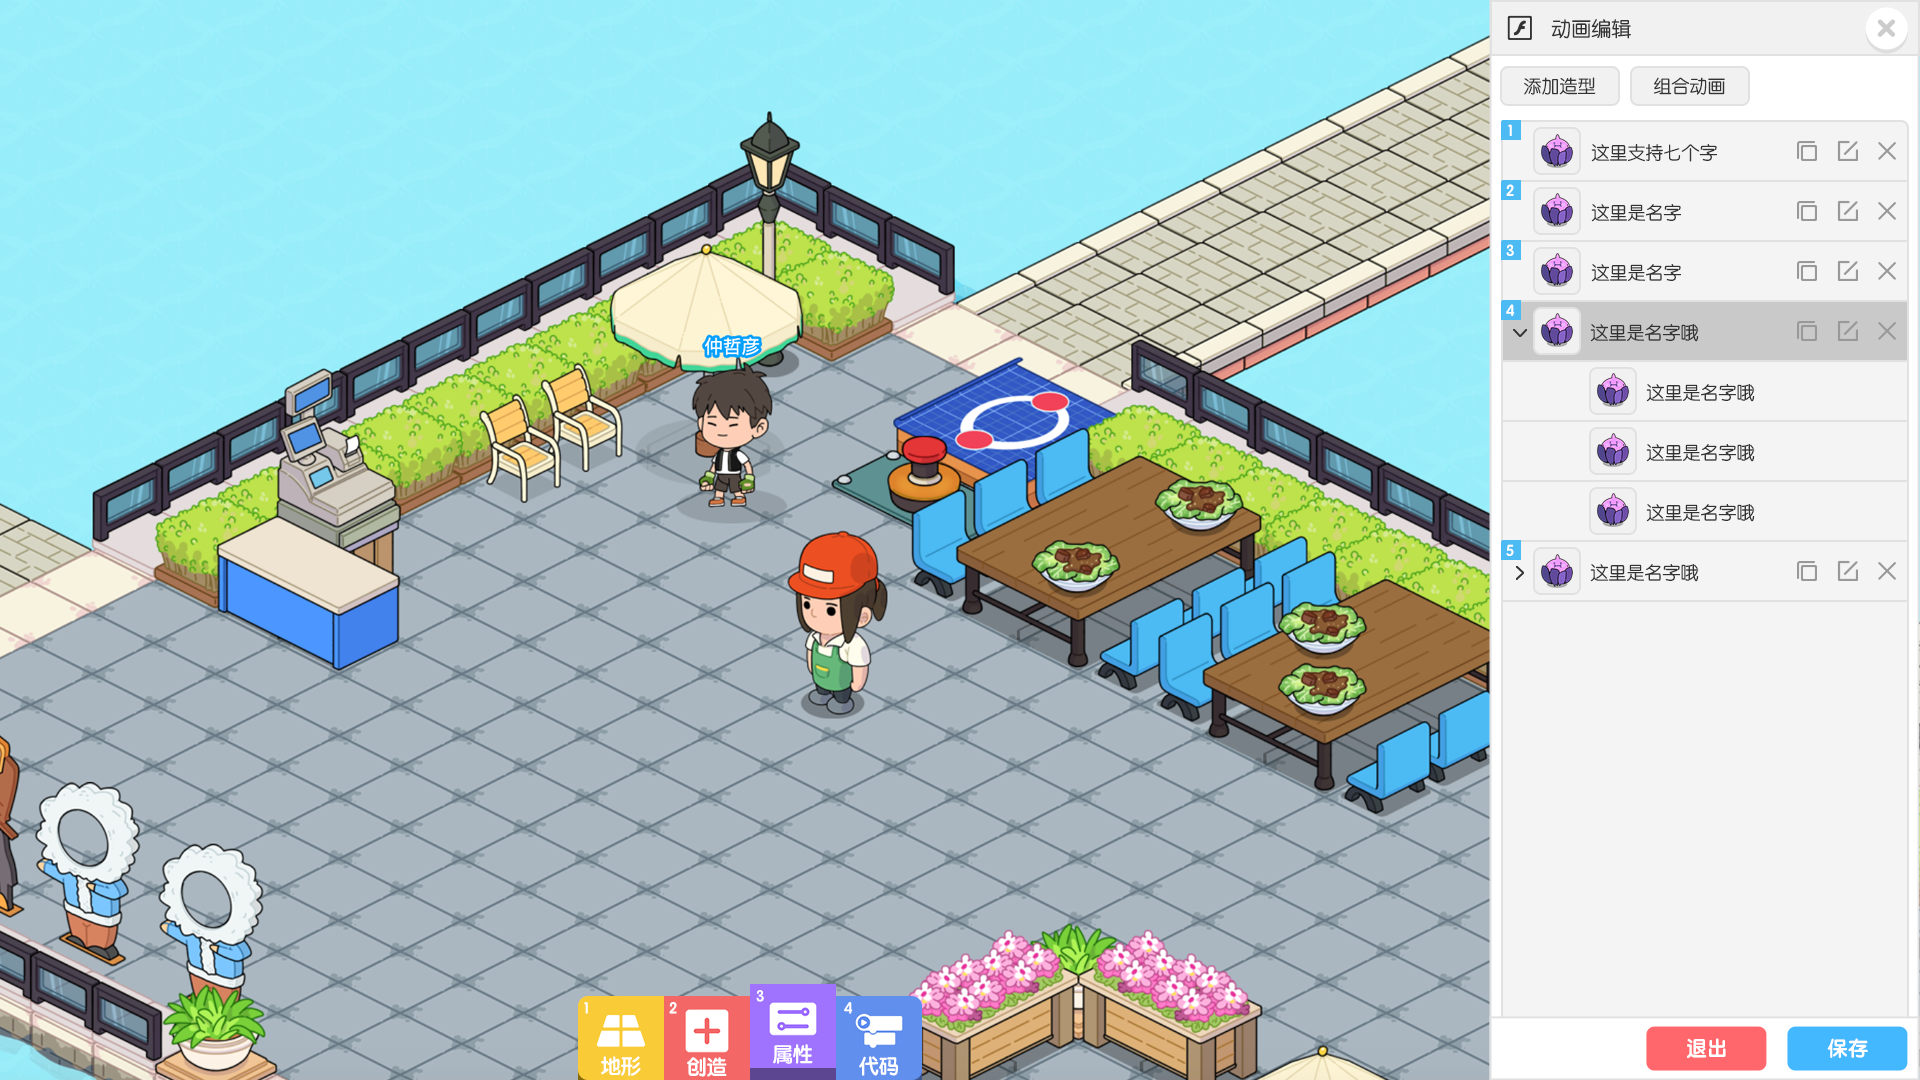 动画编辑
添加造型
组合动画
1
这里支持七个字
2
这里是名字
3
这里是名字
4
这里是名字哦
这里是名字哦
这里是名字哦
这里是名字哦
5
这里是名字哦
仲哲彦
1
地形
2
创造
3
属性
4
代码
退出
保存